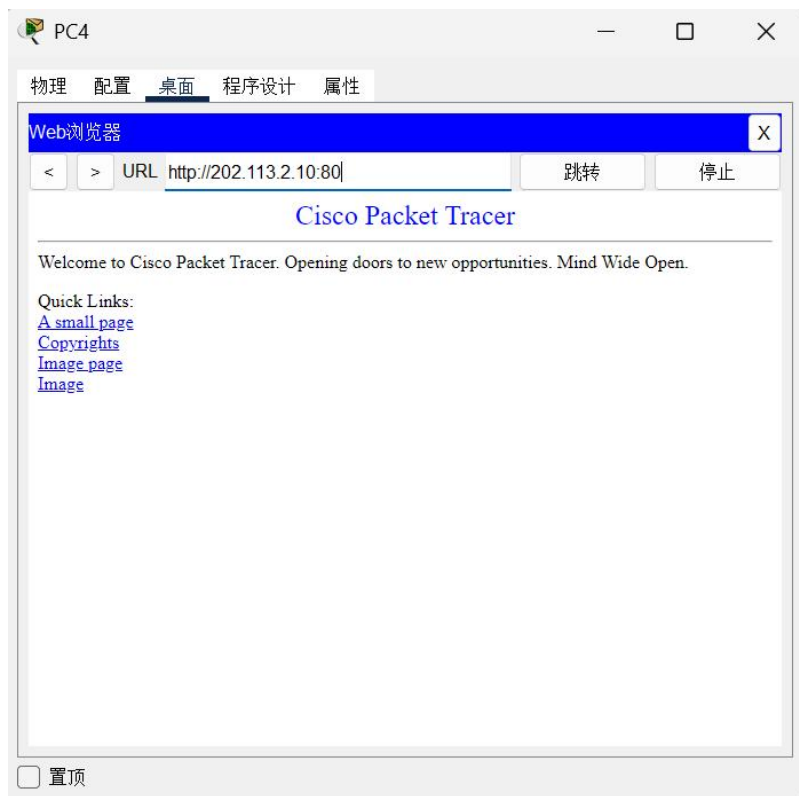 PC4
物理 配置 桌面 程序设计 属性
Web浏览器 X
< > URL http://202.113.2.10:80 跳转 停止
Cisco Packet Tracer
Welcome to Cisco Packet Tracer. Opening doors to new opportunities. Mind Wide Open.
Quick Links:
A small page
Copyrights
Image page
Image
置顶